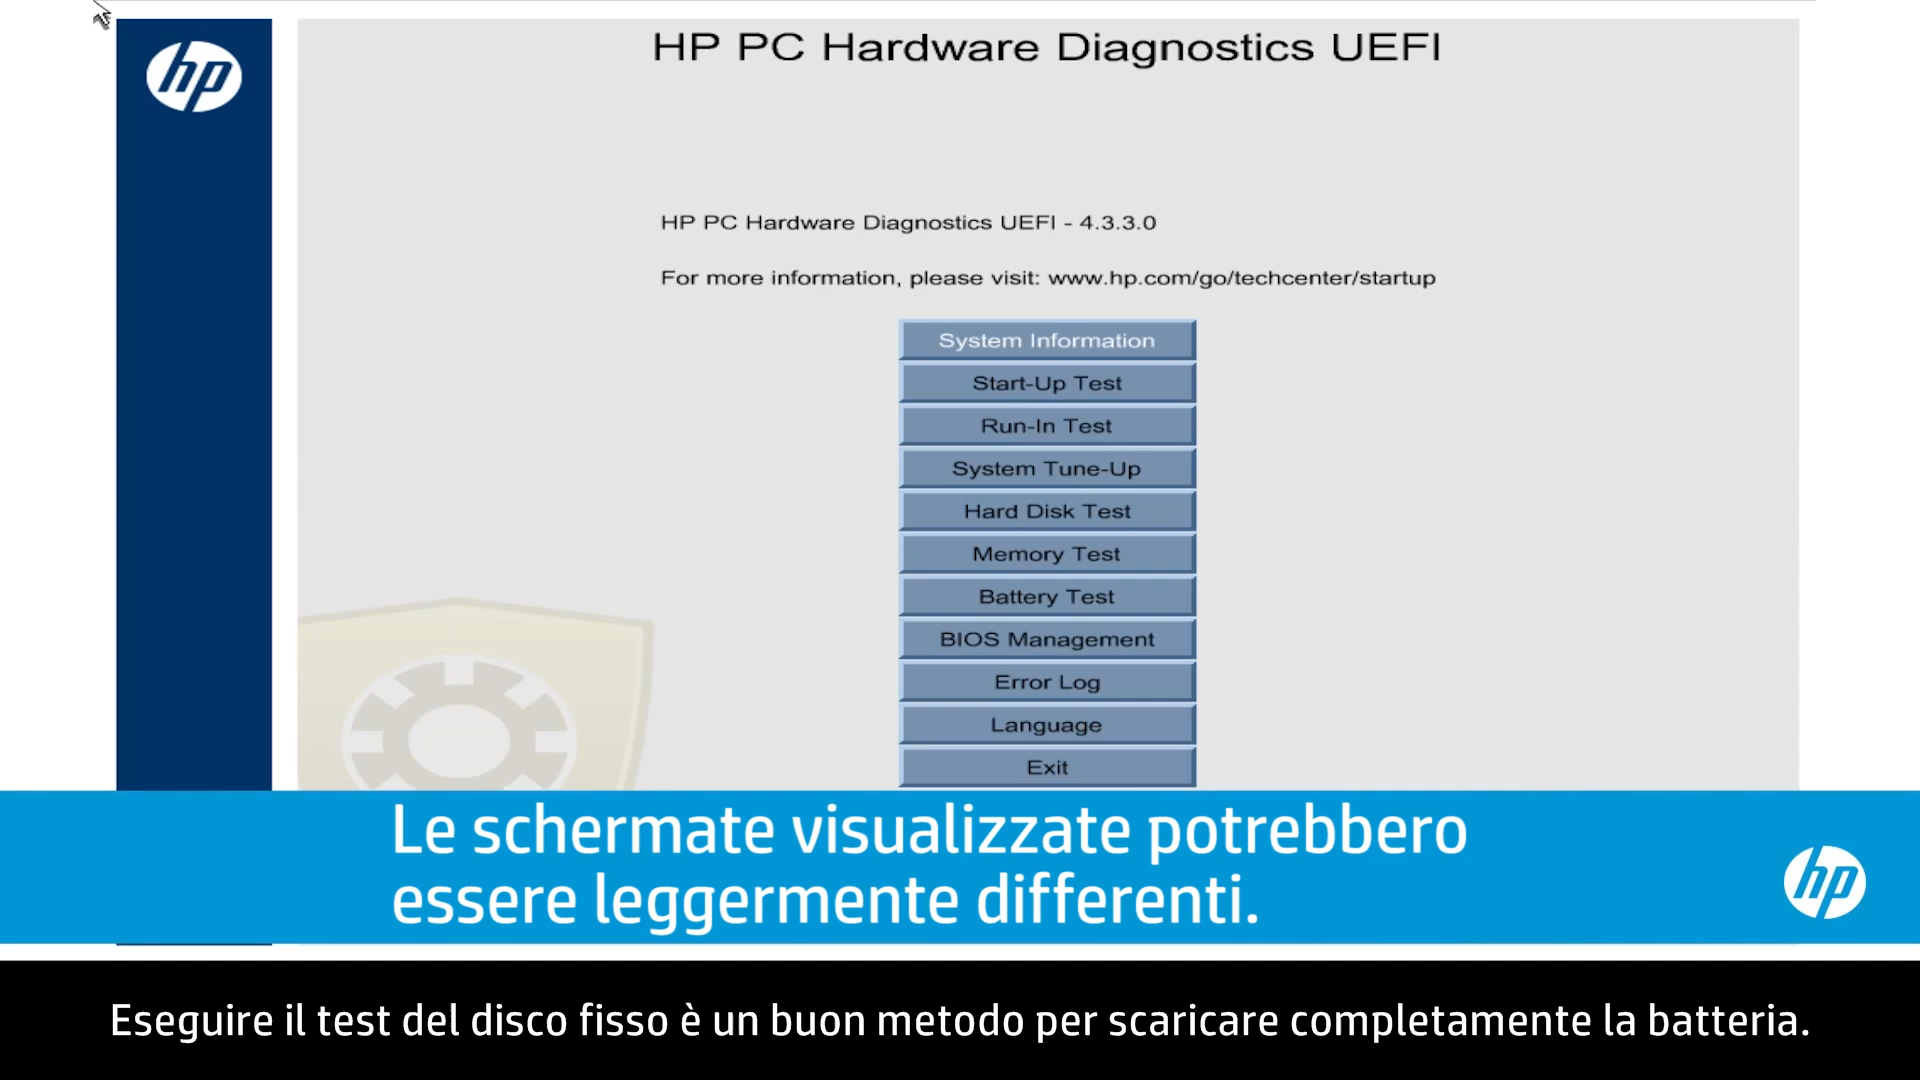 hp
HP PC Hardware Diagnostics UEFI
HP PC Hardware Diagnostics UEFI - 4.3.3.0
For more information, please visit: www.hp.com/go/techcenter/startup
System Information
Start-Up Test
Run-In Test
System Tune-Up
Hard Disk Test
Memory Test
Battery Test
BIOS Management
Error Log
Language
Exit
Le schermate visualizzate potrebbero
essere leggermente differenti.
hp
Eseguire il test del disco fisso è un buon metodo per scaricare completamente la batteria.